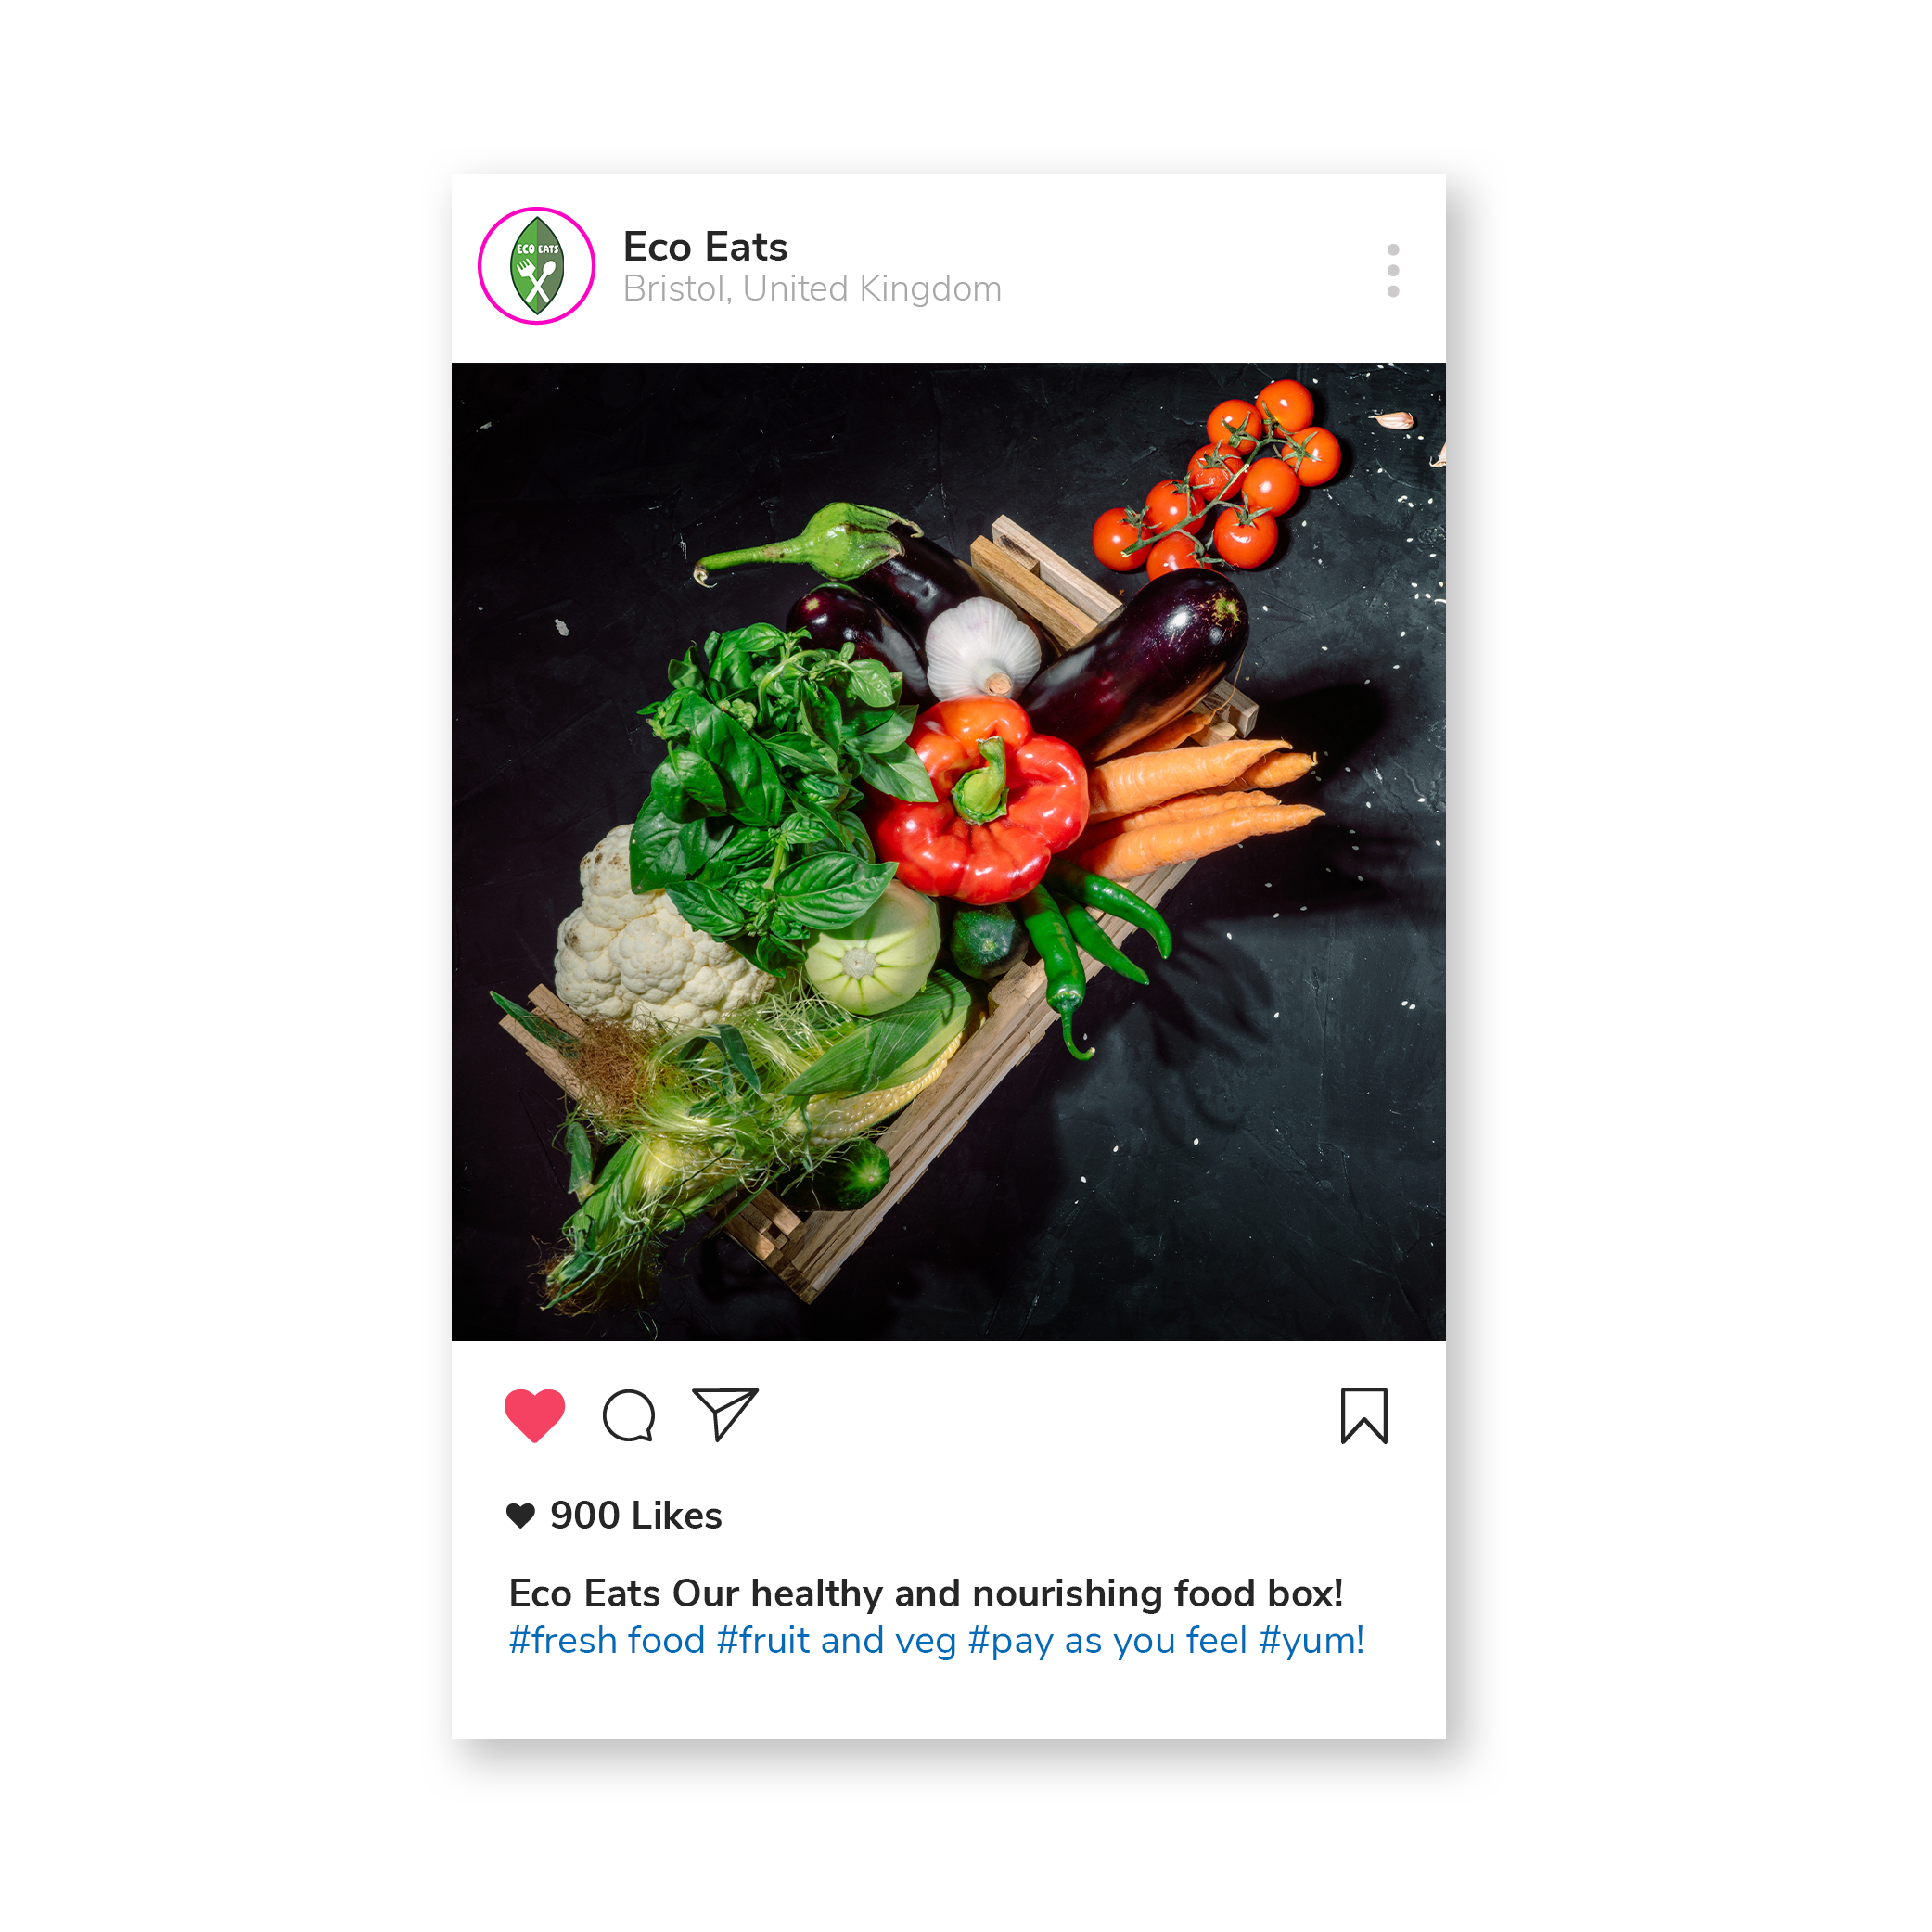 ECO EATS
Eco Eats
Bristol, United Kingdom
900 Likes
Eco Eats Our healthy and nourishing food box!
#fresh food #fruit and veg #pay as you feel #yum!